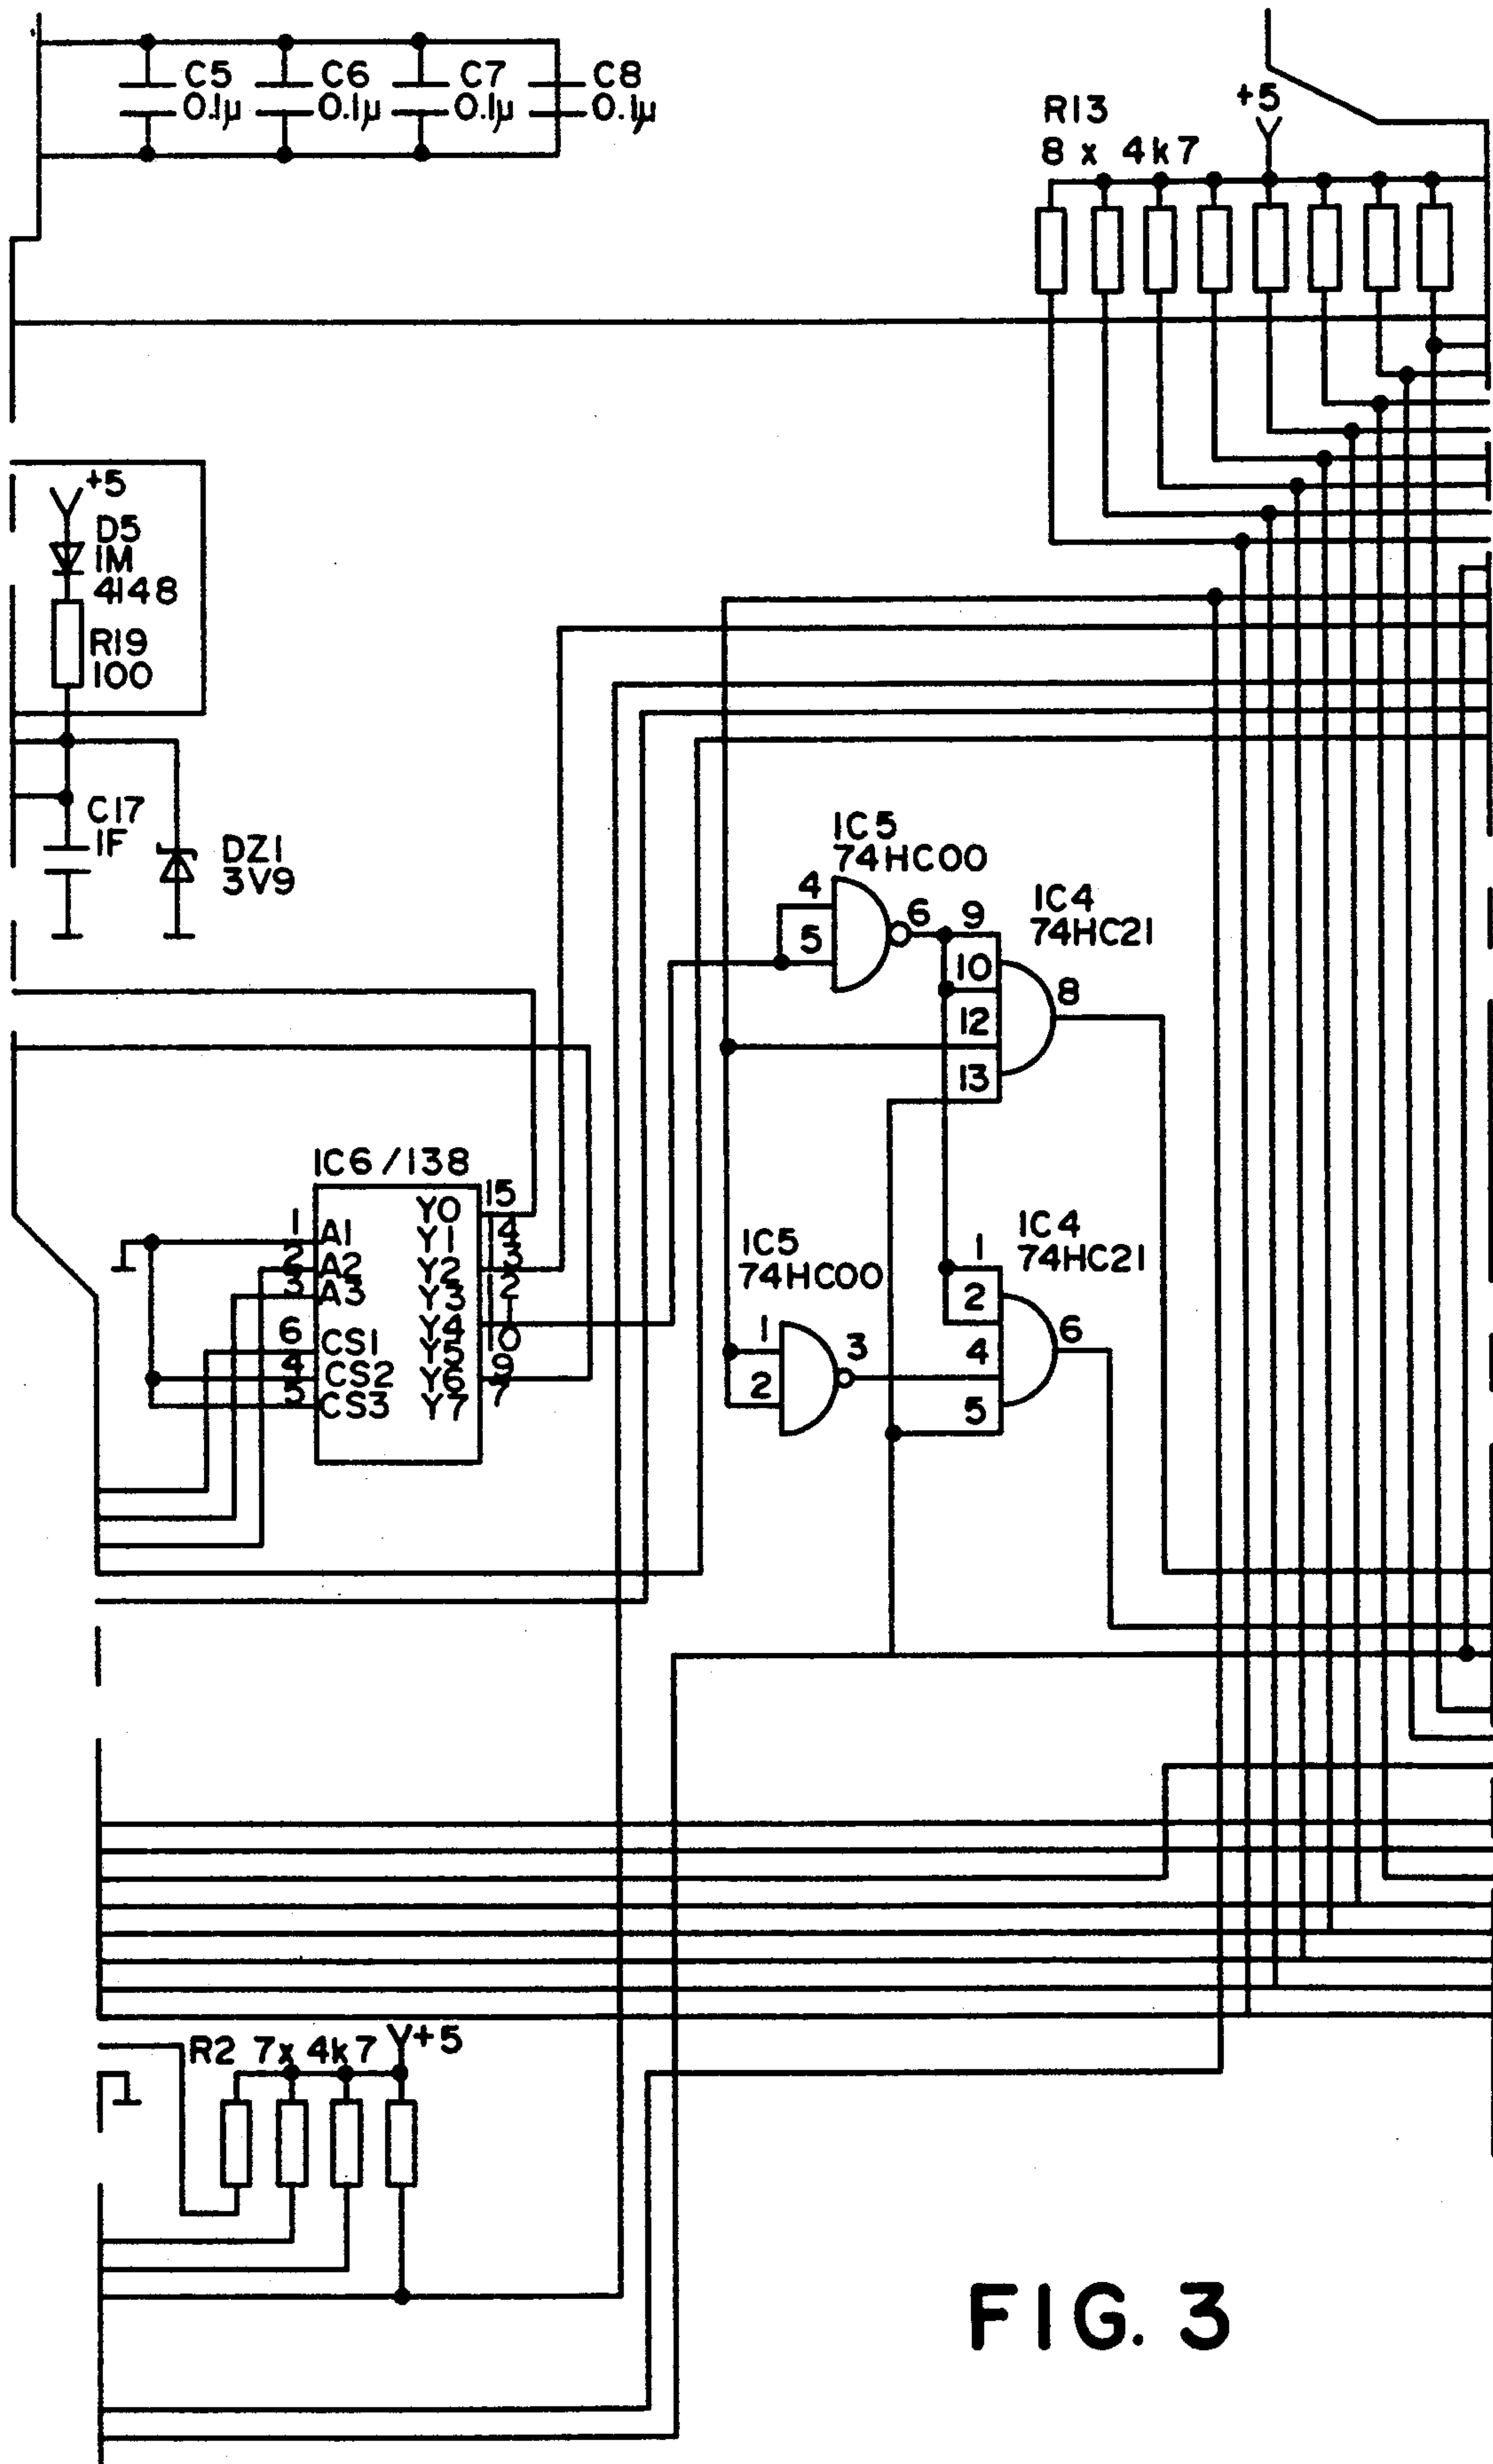 C5
0.1µ
C6
0.1µ
C7
0.1µ
C8
0.1µ
R13
8 x 4k7
+5
+5
D5
1M
4148
R19
100
C17
1F
DZ1
3V9
IC5
74HC00
4
5
6
IC4
74HC21
9
10
12
13
8
IC6/138
1 A1
2 A2
3 A3
6 CS1
4 CS2
5 CS3
Y0 15
Y1 14
Y2 13
Y3 12
Y4 11
Y5 10
Y6 9
Y7 7
IC5
74HC00
1
2
3
IC4
74HC21
1
2
4
5
6
R2 7x4k7
+5
FIG. 3